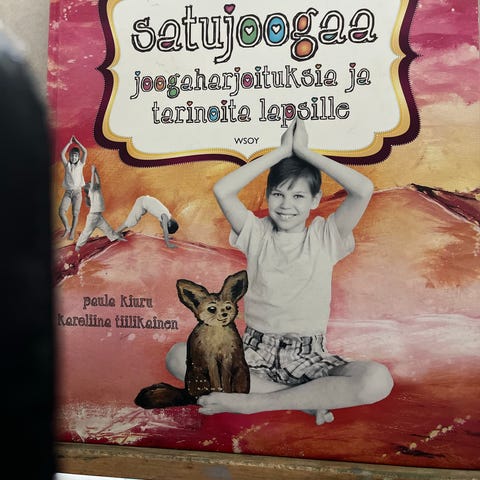 satujoogaa
joogaharjoituksia ja
tarinoita lapsille
WSOY
paula kiuru
karoliina tiilikainen